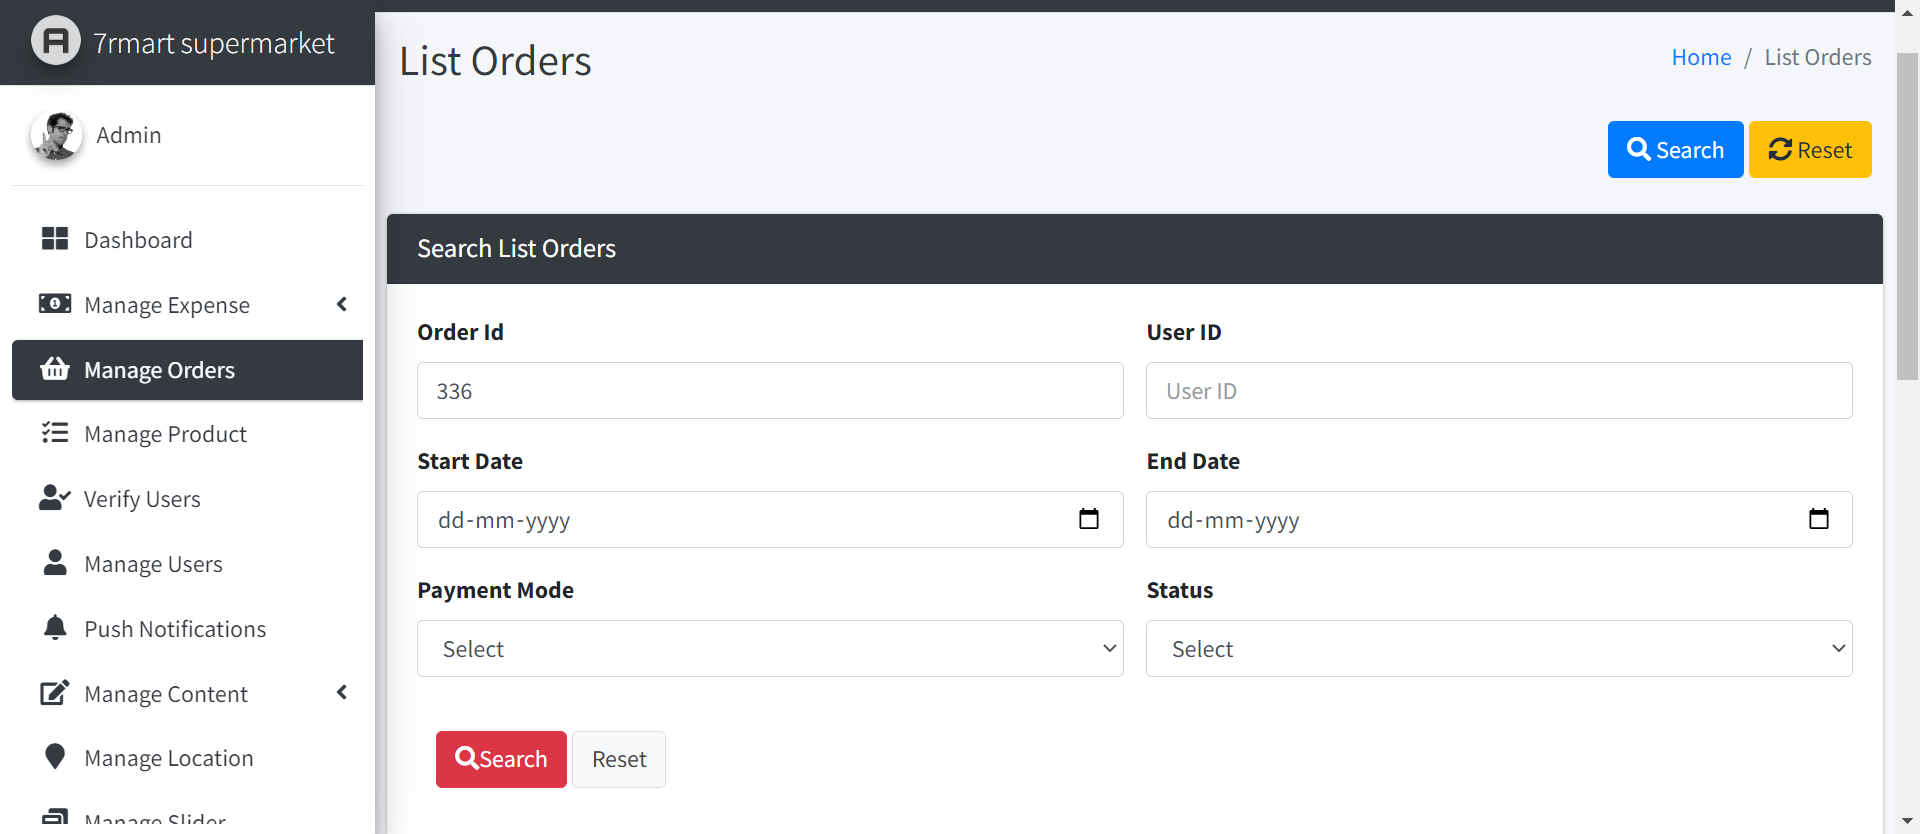 7rmart supermarket
Admin
Dashboard
Manage Expense
Manage Orders
Manage Product
Verify Users
Manage Users
Push Notifications
Manage Content
Manage Location
Manage Slider
List Orders
Home / List Orders
Search Reset
Search List Orders
Order Id User ID
336 User ID
Start Date End Date
dd-mm-yyyy dd-mm-yyyy
Payment Mode Status
Select Select
Search Reset